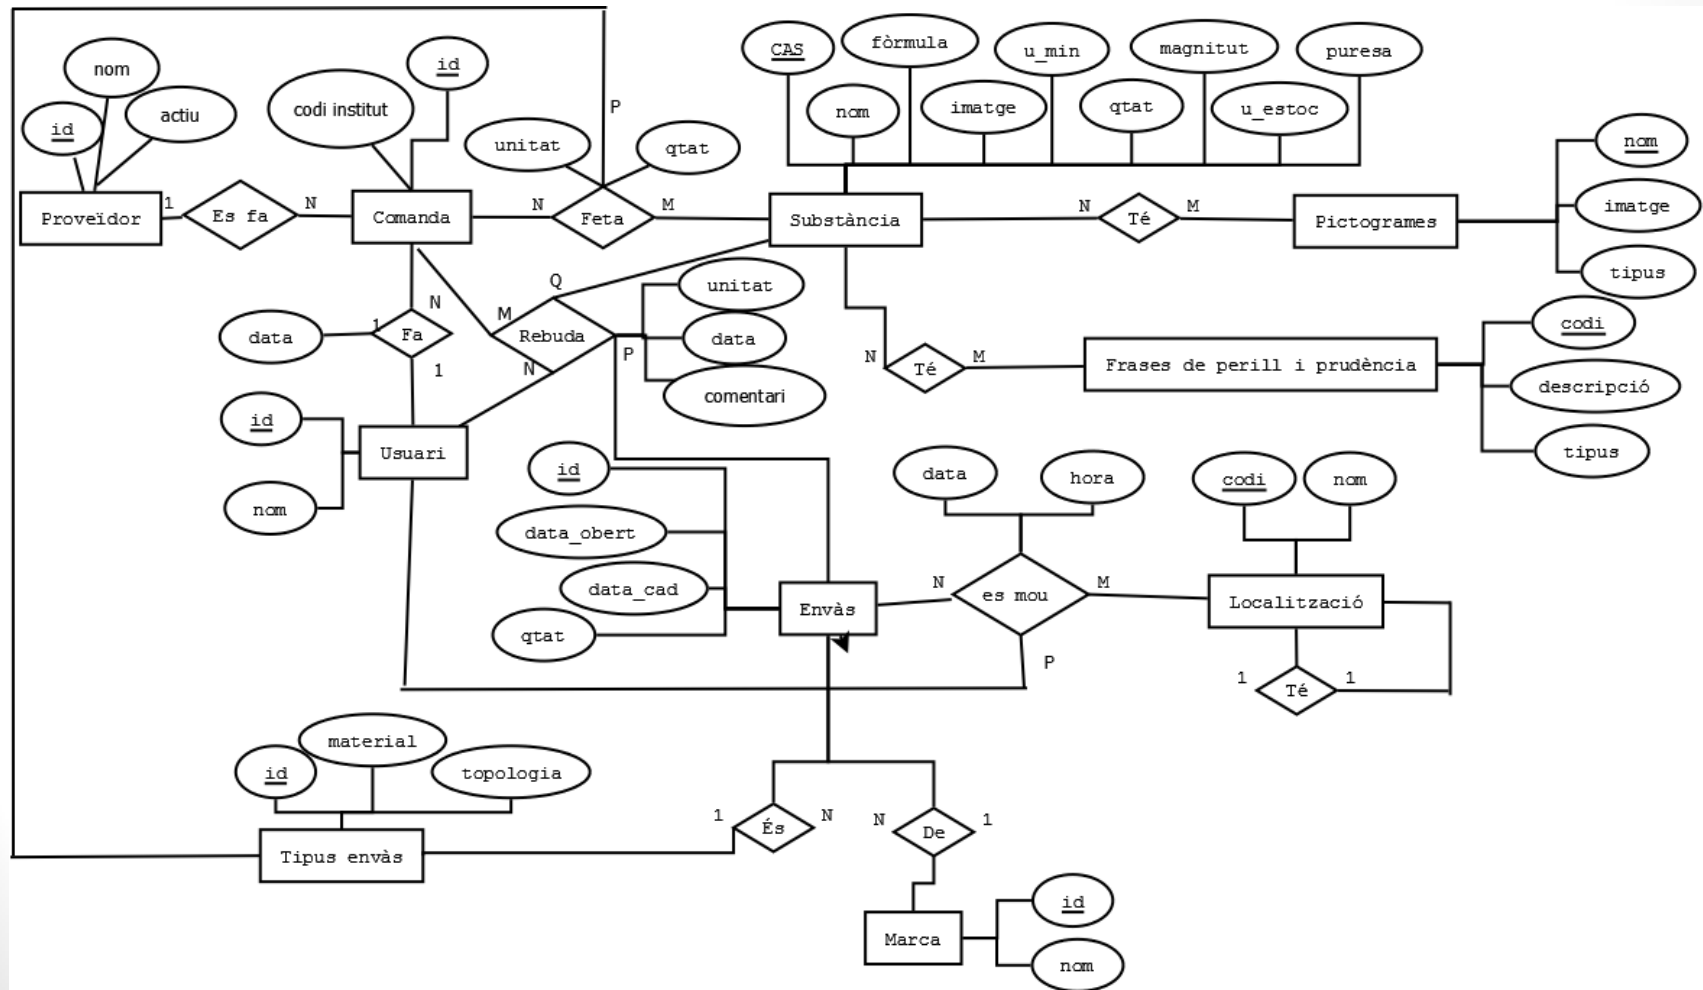 nom
id
actiu
codi institut
id
P
unitat
qtat
CAS
fòrmula
u_min
magnitut
puresa
nom
imatge
qtat
u_estoc
nom
imatge
tipus
Proveïdor
1
Es fa
N
Comanda
N
Feta
M
Substància
N
Té
M
Pictogrames
data
1
N
Fa
1
Q
M
Rebuda
N
P
unitat
data
comentari
N
Té
M
Frases de perill i prudència
codi
descripció
tipus
id
nom
Usuari
id
data_obert
data_cad
qtat
data
hora
codi
nom
Envàs
N
es mou
M
P
Localització
1
Té
1
id
material
topologia
Tipus envàs
1
És
N
N
De
1
Marca
id
nom